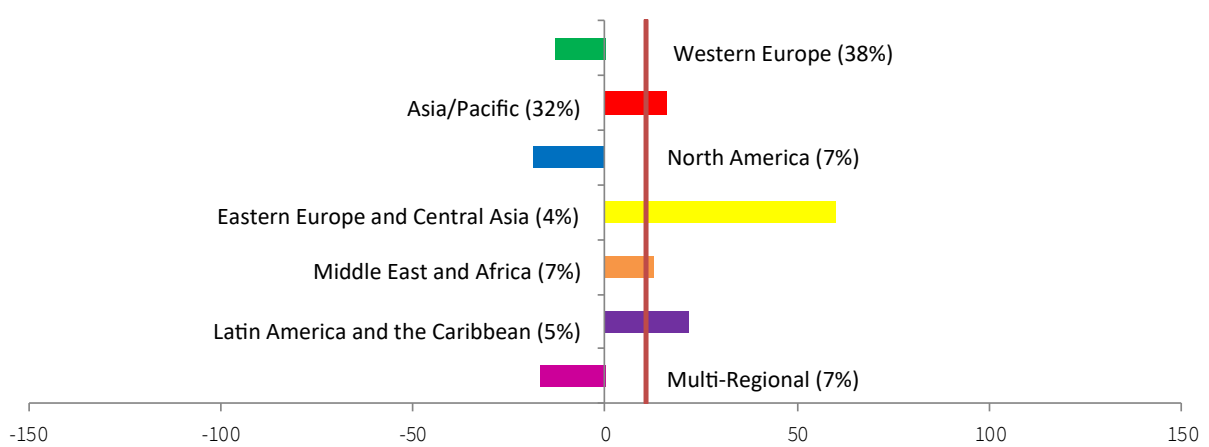 Western Europe (38%)
Asia/Pacific (32%)
North America (7%)
Eastern Europe and Central Asia (4%)
Middle East and Africa (7%)
Latin America and the Caribbean (5%)
Multi-Regional (7%)
-150 -100 -50 0 50 100 150